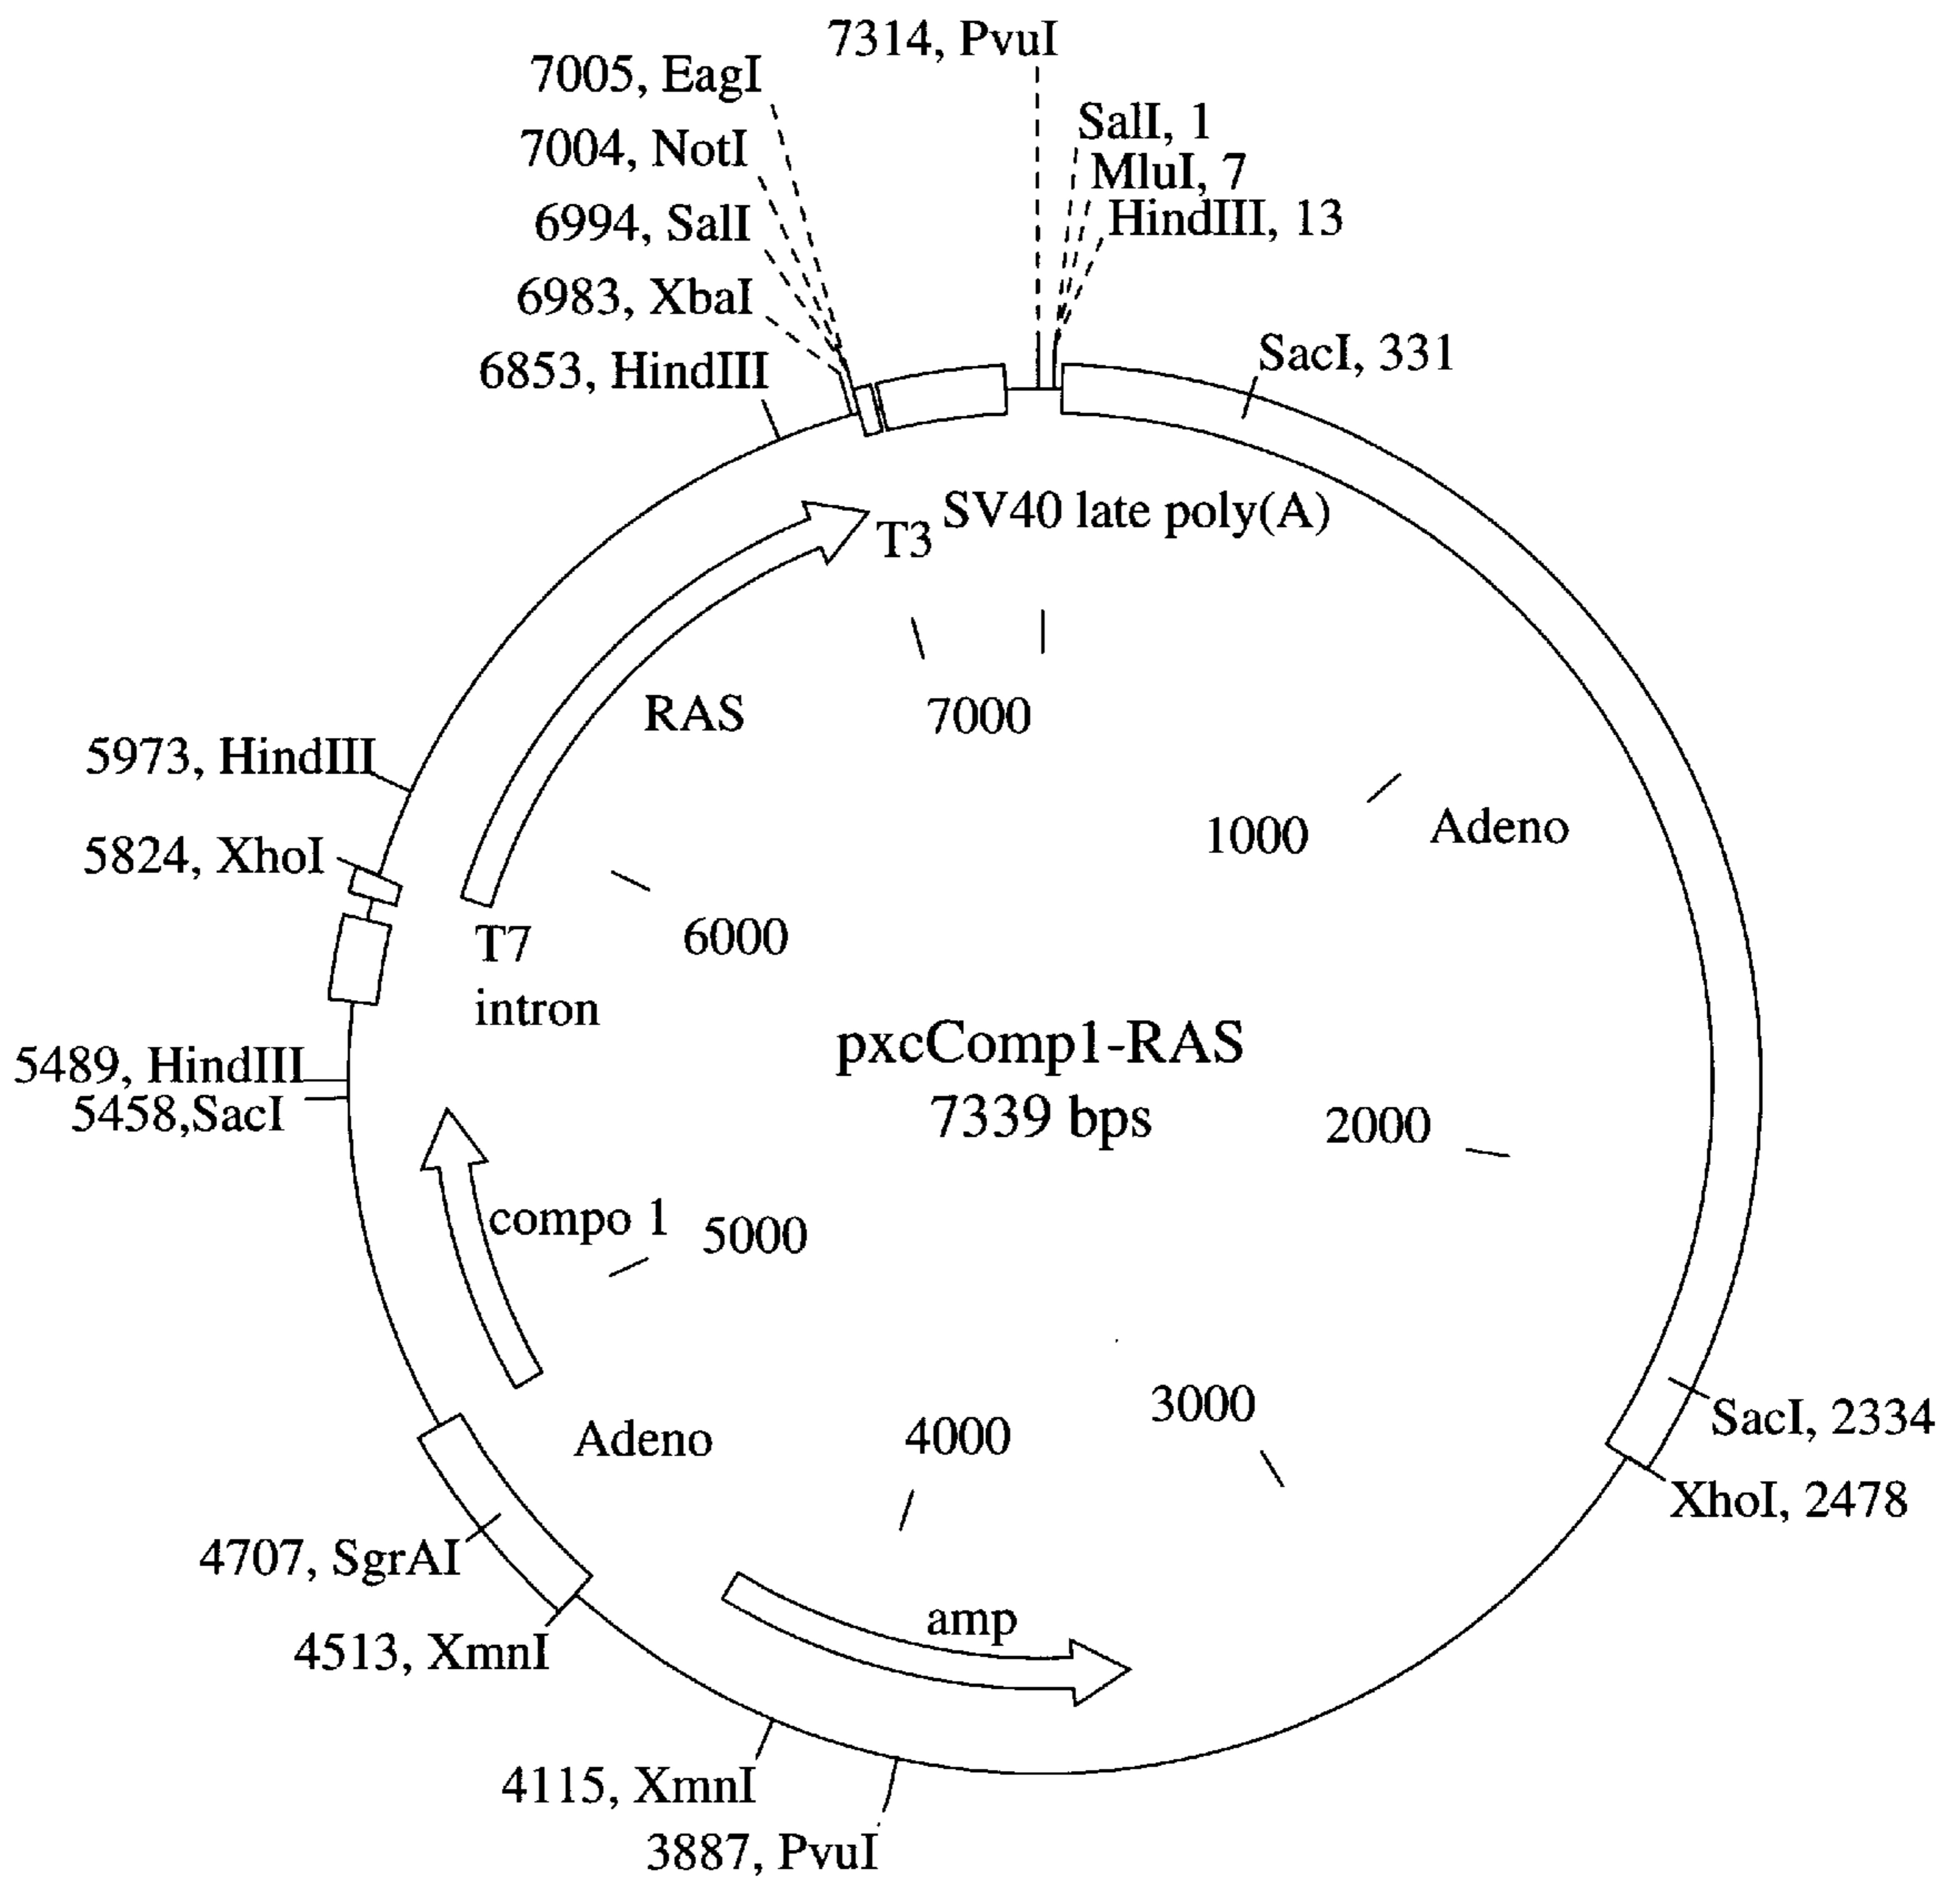 7314, PvuI
7005, EagI
SalI, 1
7004, NotI
MluI, 7
6994, SalI
HindIII, 13
6983, XbaI
SacI, 331
6853, HindIII
SV40 late poly(A)
T3
RAS
7000
5973, HindIII
1000
Adeno
5824, XhoI
T7
6000
intron
pxcComp1-RAS
7339 bps
5489, HindIII
5458,SacI
2000
compo 1
5000
3000
SacI, 2334
Adeno
4000
XhoI, 2478
4707, SgrAI
amp
4513, XmnI
4115, XmnI
3887, PvuI